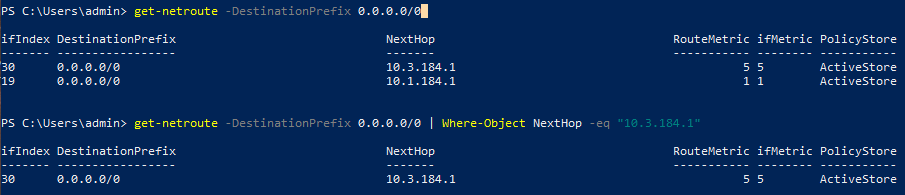 PS C:\Users\admin> get-netroute -DestinationPrefix 0.0.0.0/0
ifIndex DestinationPrefix NextHop RouteMetric ifMetric PolicyStore
------- ----------------- ------- ----------- -------- -----------
30 0.0.0.0/0 10.3.184.1 5 5 ActiveStore
19 0.0.0.0/0 10.1.184.1 1 1 ActiveStore
PS C:\Users\admin> get-netroute -DestinationPrefix 0.0.0.0/0 | Where-Object NextHop -eq "10.3.184.1"
ifIndex DestinationPrefix NextHop RouteMetric ifMetric PolicyStore
------- ----------------- ------- ----------- -------- -----------
30 0.0.0.0/0 10.3.184.1 5 5 ActiveStore